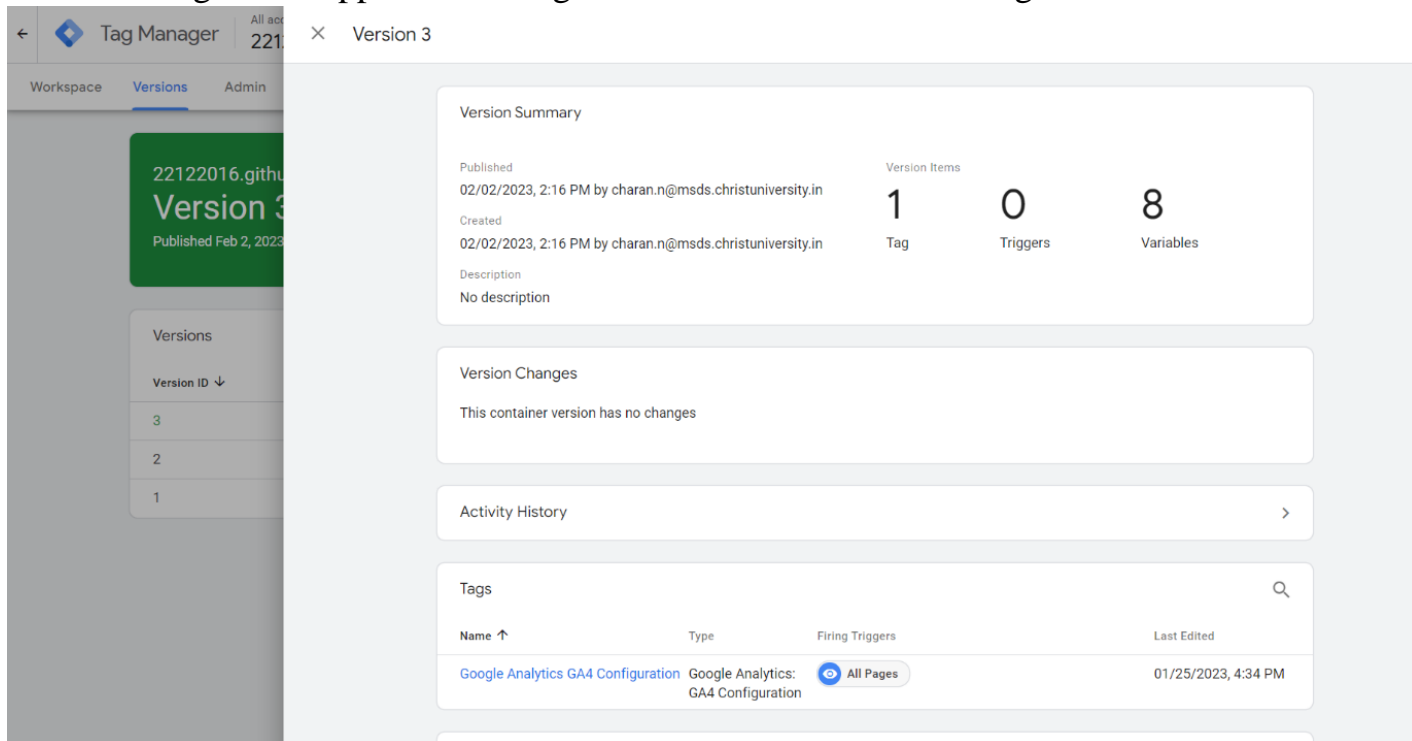 Tag Manager
All acc
221
× Version 3
Workspace Versions Admin
22122016.githu
Version 3
Published Feb 2, 2023
Versions
Version ID ↓
3
2
1
Version Summary
Published
02/02/2023, 2:16 PM by charan.n@msds.christuniversity.in
Created
02/02/2023, 2:16 PM by charan.n@msds.christuniversity.in
Description
No description
Version Items
1 0 8
Tag Triggers Variables
Version Changes
This container version has no changes
Activity History
Tags
Name ↑ Type Firing Triggers Last Edited
Google Analytics GA4 Configuration Google Analytics: All Pages 01/25/2023, 4:34 PM
GA4 Configuration